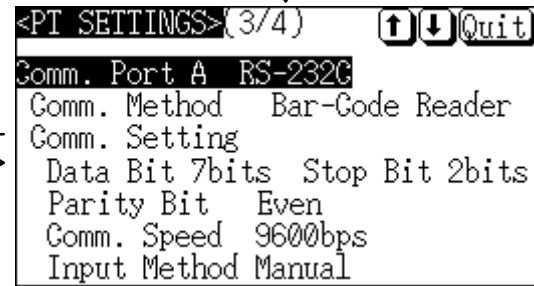 <PT SETTINGS>(3/4) ↑ ↓ Quit
Comm. Port A RS-232C
Comm. Method Bar-Code Reader
Comm. Setting
Data Bit 7bits Stop Bit 2bits
Parity Bit Even
Comm. Speed 9600bps
Input Method Manual